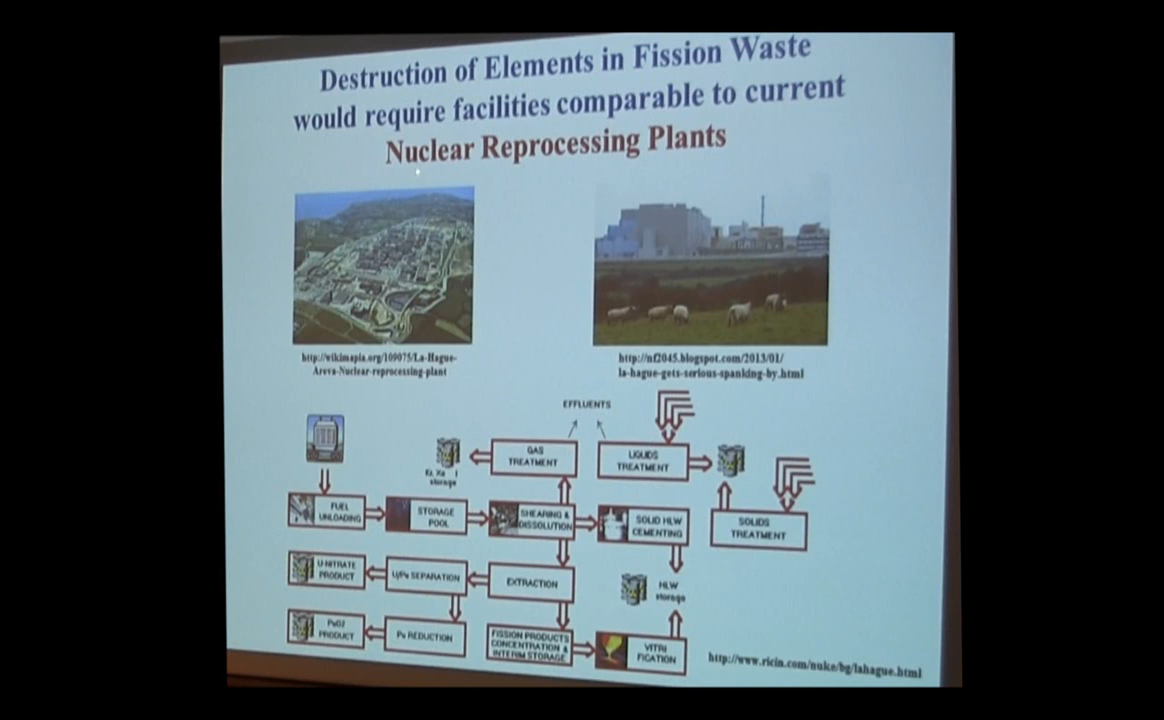 Destruction of Elements in Fission Waste
would require facilities comparable to current
Nuclear Reprocessing Plants
http://wikimapia.org/109075/La-Hague-
Areva-Nuclear-reprocessing-plant
http://nf2045.blogspot.com/2013/01/
la-hague-gets-serious-spanking-by.html
EFFLUENTS
GAS
TREATMENT
LIQUIDS
TREATMENT
Kr, Xe I
storage
FUEL
UNLOADING
STORAGE
POOL
SHEARING &
DISSOLUTION
SOLID HLW
CEMENTING
SOLIDS
TREATMENT
U-NITRATE
PRODUCT
U/Pu SEPARATION
EXTRACTION
HLW
storage
PuO2
PRODUCT
Pu REDUCTION
FISSION PRODUCTS
CONCENTRATION &
INTERIM STORAGE
VITRI
FICATION
http://www.ricin.com/nuke/bg/lahague.html